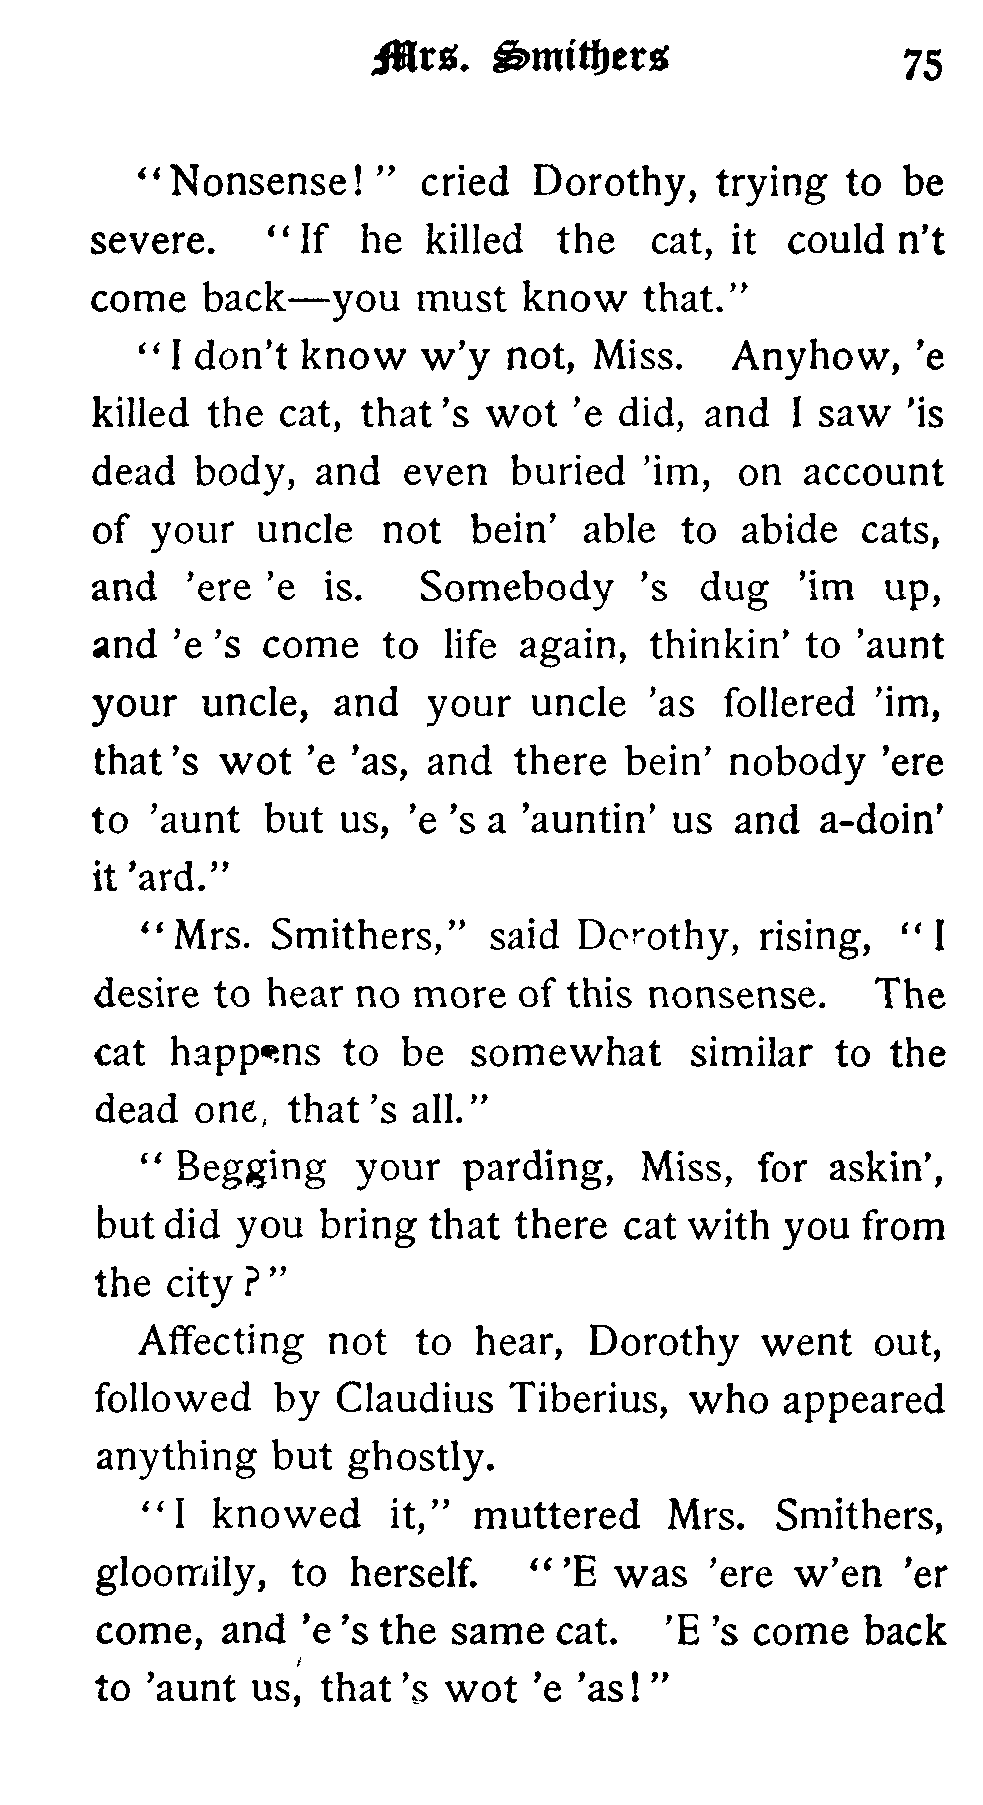 Mrs. Smithers 75
"Nonsense!" cried Dorothy, trying to be
severe. "If he killed the cat, it could n't
come back—you must know that."
"I don't know w'y not, Miss. Anyhow, 'e
killed the cat, that 's wot 'e did, and I saw 'is
dead body, and even buried 'im, on account
of your uncle not bein' able to abide cats,
and 'ere 'e is. Somebody 's dug 'im up,
and 'e 's come to life again, thinkin' to 'aunt
your uncle, and your uncle 'as follered 'im,
that 's wot 'e 'as, and there bein' nobody 'ere
to 'aunt but us, 'e 's a 'auntin' us and a-doin'
it 'ard."
"Mrs. Smithers," said Dorothy, rising, "I
desire to hear no more of this nonsense. The
cat happens to be somewhat similar to the
dead one, that 's all."
"Begging your parding, Miss, for askin',
but did you bring that there cat with you from
the city?"
Affecting not to hear, Dorothy went out,
followed by Claudius Tiberius, who appeared
anything but ghostly.
"I knowed it," muttered Mrs. Smithers,
gloomily, to herself. "'E was 'ere w'en 'er
come, and 'e 's the same cat. 'E 's come back
to 'aunt us, that 's wot 'e 'as!"